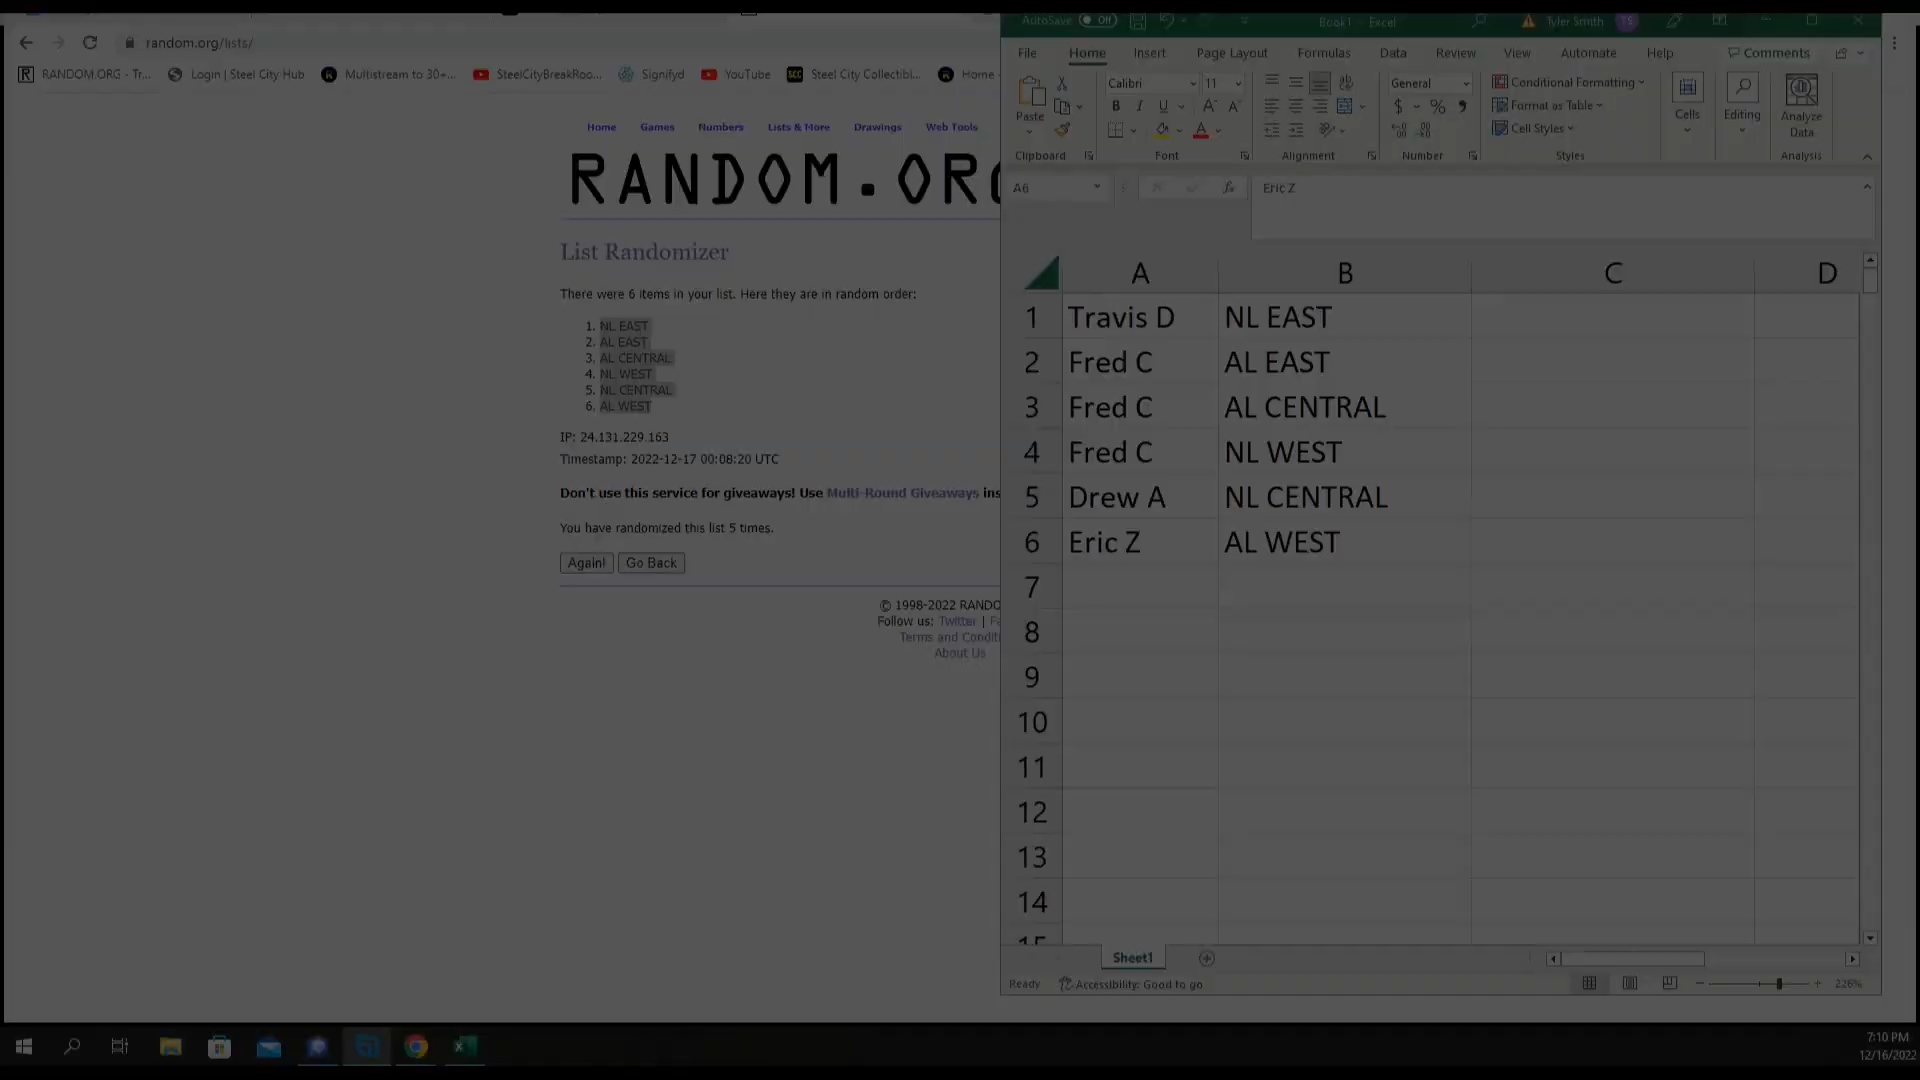 random.org/lists/
RANDOM.ORG - Tr...
Login | Steel City Hub
Multistream to 30+...
SteelCityBreakRoo...
Signifyd
YouTube
Steel City Collectibl...
Home
Home Games Numbers Lists & More Drawings Web Tools
RANDOM.ORG
List Randomizer
There were 6 items in your list. Here they are in random order:
1. NL EAST
2. AL EAST
3. AL CENTRAL
4. NL WEST
5. NL CENTRAL
6. AL WEST
IP: 24.131.229.163
Timestamp: 2022-12-17 00:08:20 UTC
Don't use this service for giveaways! Use Multi-Round Giveaways ins
You have randomized this list 5 times.
Again! Go Back
© 1998-2022 RANDO
Follow us: Twitter | Fa
Terms and Conditi
About Us
AutoSave Off Book1 Excel Tyler Smith TS
File Home Insert Page Layout Formulas Data Review View Automate Help Comments
Paste
Calibri 11
B I U
General
$ %
Conditional Formatting
Format as Table
Cell Styles
Cells
Editing
Analyze
Data
Clipboard Font Alignment Number Styles Analysis
A6 fx Eric Z
A B C D
1 Travis D NL EAST
2 Fred C AL EAST
3 Fred C AL CENTRAL
4 Fred C NL WEST
5 Drew A NL CENTRAL
6 Eric Z AL WEST
7
8
9
10
11
12
13
14
15
Sheet1
Ready Accessibility: Good to go 226%
7:10 PM
12/16/2022